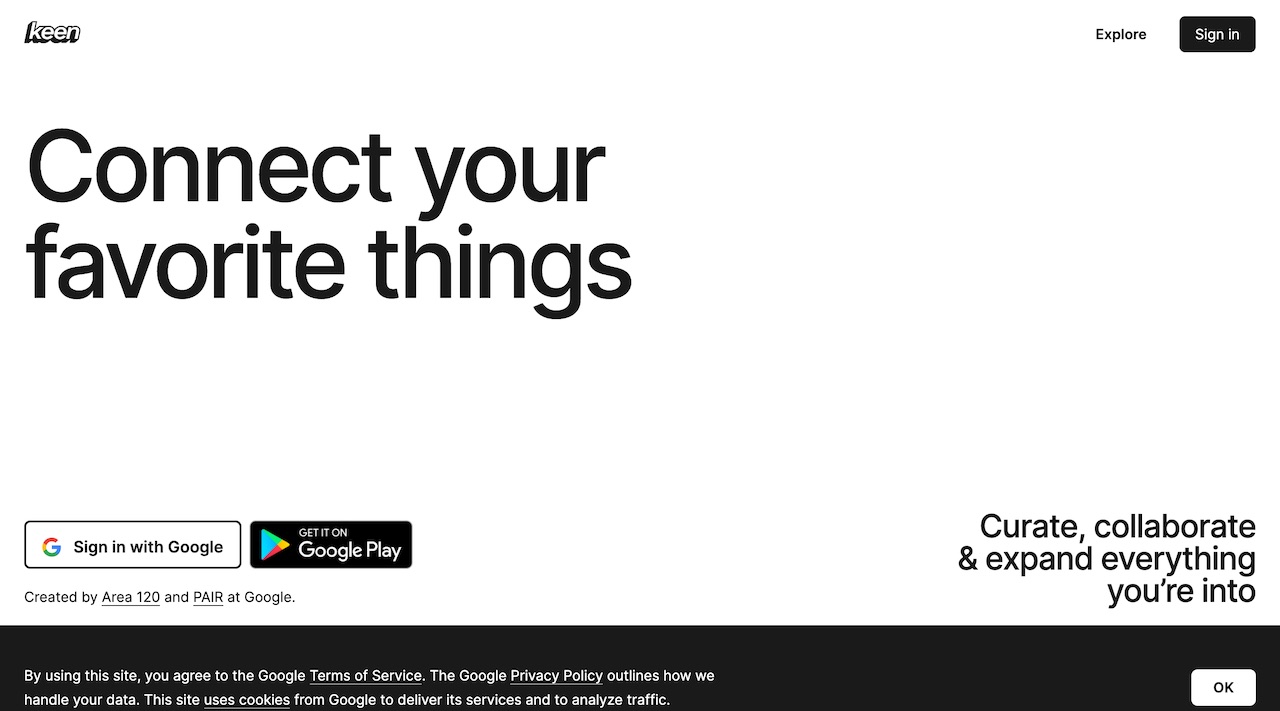 keen
Explore
Sign in
Connect your
favorite things
Sign in with Google
GET IT ON
Google Play
Created by Area 120 and PAIR at Google.
Curate, collaborate
& expand everything
you’re into
By using this site, you agree to the Google Terms of Service. The Google Privacy Policy outlines how we
handle your data. This site uses cookies from Google to deliver its services and to analyze traffic.
OK